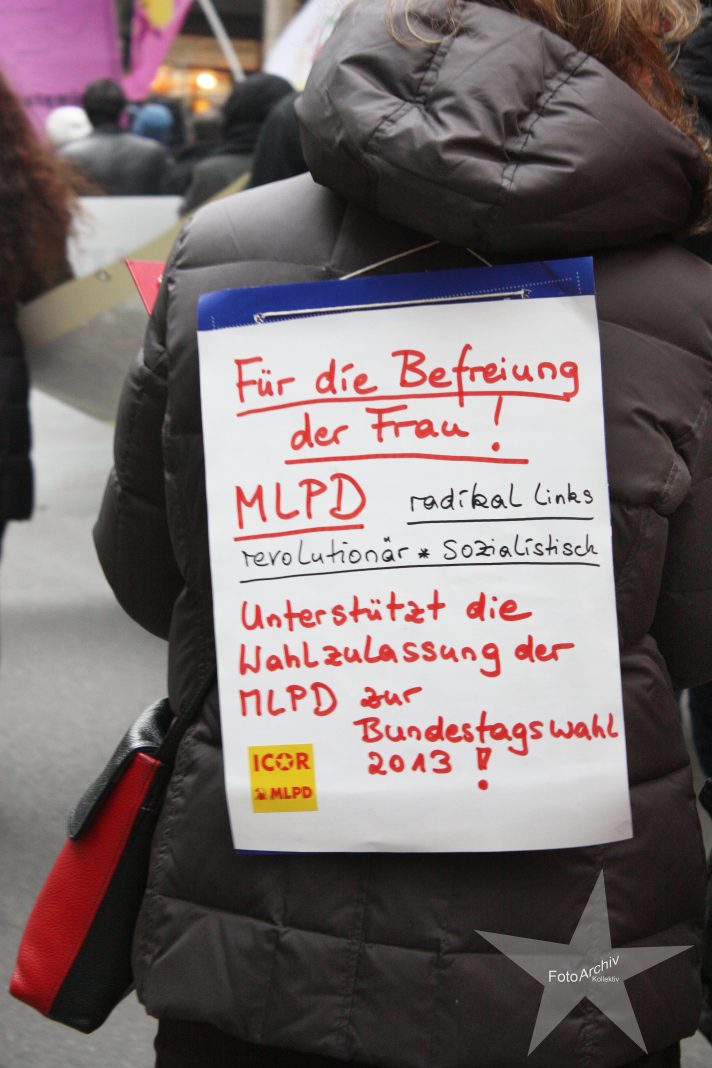 Für die Befreiung
der Frau!
MLPD radikal links
revolutionär * Sozialistisch
Unterstützt die
Wahlzulassung der
MLPD zur
Bundestagswahl
2013 !
ICOR
MLPD
FotoArchiv
Kollektiv